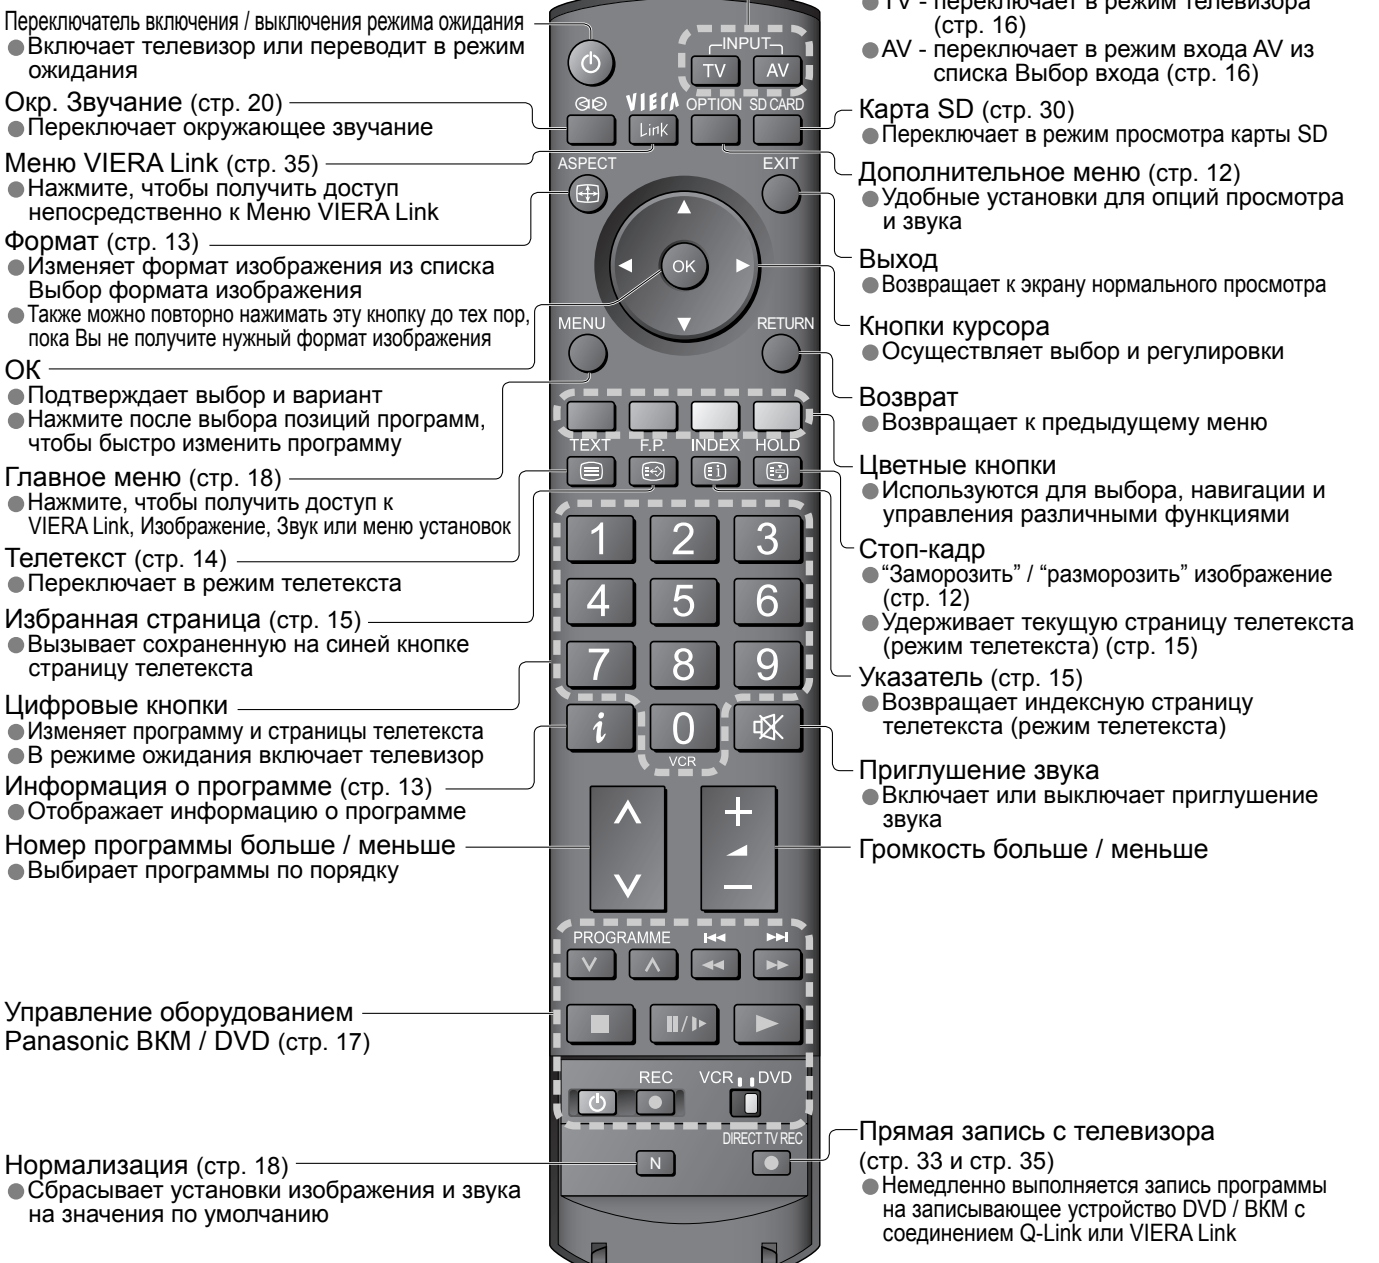 Переключатель включения / выключения режима ожидания
●Включает телевизор или переводит в режим
ожидания
Окр. Звучание (стр. 20)
●Переключает окружающее звучание
Меню VIERA Link (стр. 35)
●Нажмите, чтобы получить доступ
непосредственно к Меню VIERA Link
Формат (стр. 13)
●Изменяет формат изображения из списка
Выбор формата изображения
●Также можно повторно нажимать эту кнопку до тех пор,
пока Вы не получите нужный формат изображения
ОК
●Подтверждает выбор и вариант
●Нажмите после выбора позиций программ,
чтобы быстро изменить программу
Главное меню (стр. 18)
●Нажмите, чтобы получить доступ к
VIERA Link, Изображение, Звук или меню установок
Телетекст (стр. 14)
●Переключает в режим телетекста
Избранная страница (стр. 15)
●Вызывает сохраненную на синей кнопке
страницу телетекста
Цифровые кнопки
●Изменяет программу и страницы телетекста
●В режиме ожидания включает телевизор
Информация о программе (стр. 13)
●Отображает информацию о программе
Номер программы больше / меньше
●Выбирает программы по порядку
Управление оборудованием
Panasonic ВКМ / DVD (стр. 17)
Нормализация (стр. 18)
●Сбрасывает установки изображения и звука
на значения по умолчанию
INPUT
TV AV
VIERA OPTION SD CARD
Link
ASPECT EXIT
OK
MENU RETURN
TEXT F.P. INDEX HOLD
1 2 3
4 5 6
7 8 9
i 0
VCR
PROGRAMME
REC VCR DVD
DIRECT TV REC
N
●TV - переключает в режим телевизора
(стр. 16)
●AV - переключает в режим входа AV из
списка Выбор входа (стр. 16)
Карта SD (стр. 30)
●Переключает в режим просмотра карты SD
Дополнительное меню (стр. 12)
●Удобные установки для опций просмотра
и звука
Выход
●Возвращает к экрану нормального просмотра
Кнопки курсора
●Осуществляет выбор и регулировки
Возврат
●Возвращает к предыдущему меню
Цветные кнопки
●Используются для выбора, навигации и
управления различными функциями
Стоп-кадр
●“Заморозить” / “разморозить” изображение
(стр. 12)
●Удерживает текущую страницу телетекста
(режим телетекста) (стр. 15)
Указатель (стр. 15)
●Возвращает индексную страницу
телетекста (режим телетекста)
Приглушение звука
●Включает или выключает приглушение
звука
Громкость больше / меньше
Прямая запись с телевизора
(стр. 33 и стр. 35)
●Немедленно выполняется запись программы
на записывающее устройство DVD / ВКМ с
соединением Q-Link или VIERA Link